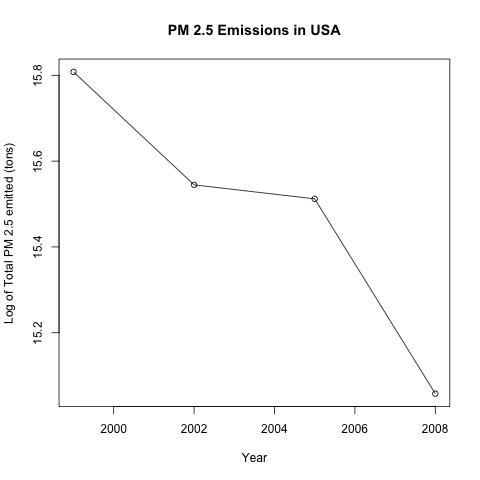 PM 2.5 Emissions in USA
Log of Total PM 2.5 emitted (tons)
15.8
15.6
15.4
15.2
2000 2002 2004 2006 2008
Year